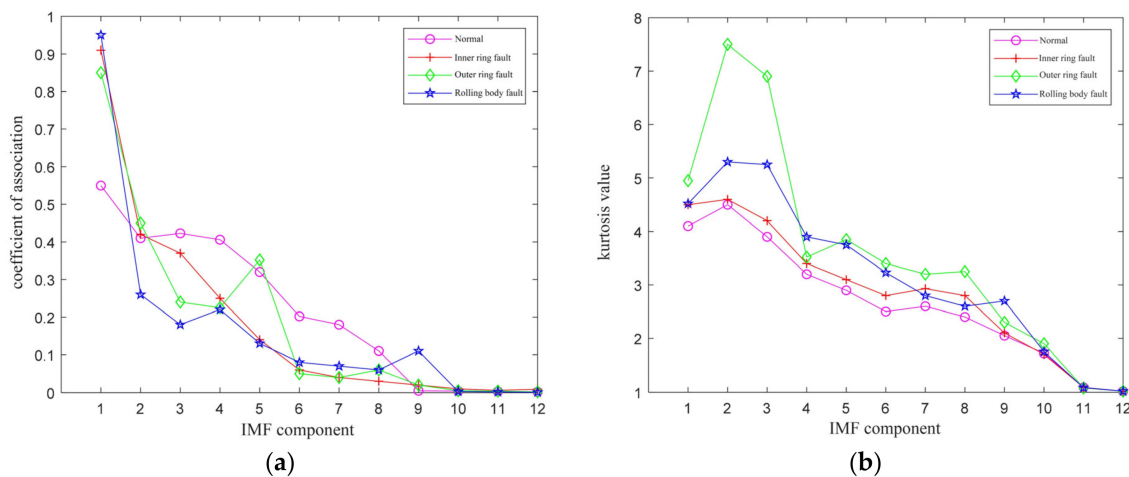 1
0.9
0.8
0.7
0.6
0.5
0.4
0.3
0.2
0.1
0
coefficient of association
Normal
Inner ring fault
Outer ring fault
Rolling body fault
1 2 3 4 5 6 7 8 9 10 11 12
IMF component
(a)
8
7
6
5
4
3
2
1
kurtosis value
Normal
Inner ring fault
Outer ring fault
Rolling body fault
1 2 3 4 5 6 7 8 9 10 11 12
IMF component
(b)